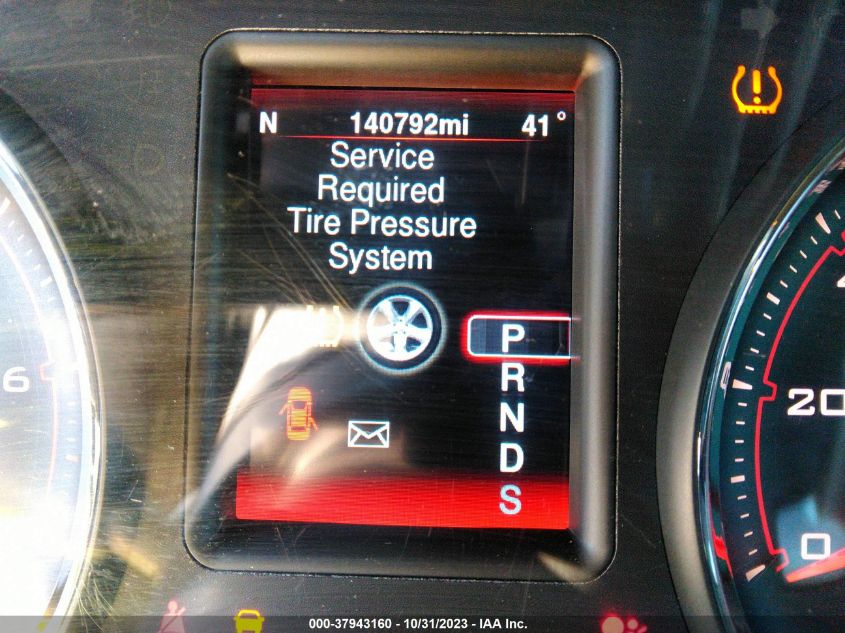 N 140792mi 41°
Service
Required
Tire Pressure
System
P
R
N
D
S
6
20
0
000-37943160 - 10/31/2023 - IAA Inc.